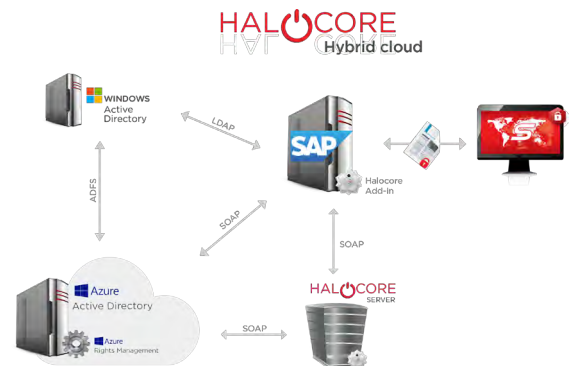 HALOCORE
Hybrid cloud
WINDOWS
Active
Directory
LDAP
SAP
Halocore
Add-in
S
ADFS
SOAP
SOAP
HALOCORE
SERVER
Azure
Active Directory
Azure
Rights Management
SOAP